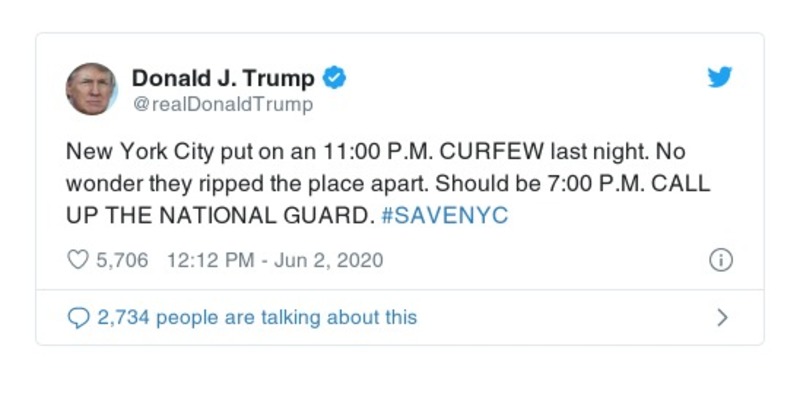 Donald J. Trump
@realDonaldTrump
New York City put on an 11:00 P.M. CURFEW last night. No
wonder they ripped the place apart. Should be 7:00 P.M. CALL
UP THE NATIONAL GUARD. #SAVENYC
5,706 12:12 PM - Jun 2, 2020
2,734 people are talking about this